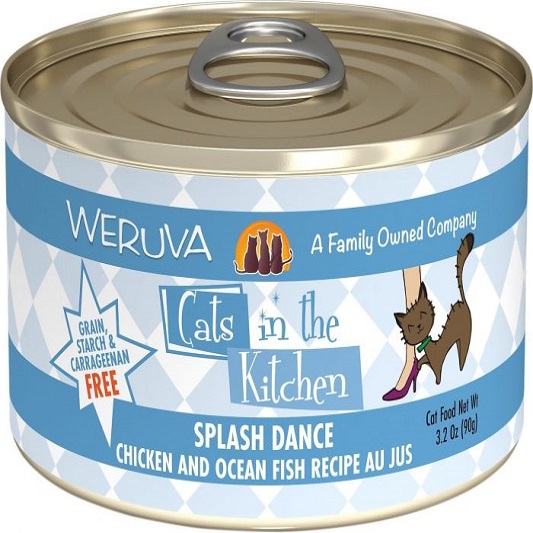 WERUVA
A Family Owned Company
Cats in the
Kitchen
GRAIN,
STARCH &
CARRAGEENAN
FREE
Cat Food Net Wt
3.2 Oz (90g)
SPLASH DANCE
CHICKEN AND OCEAN FISH RECIPE AU JUS